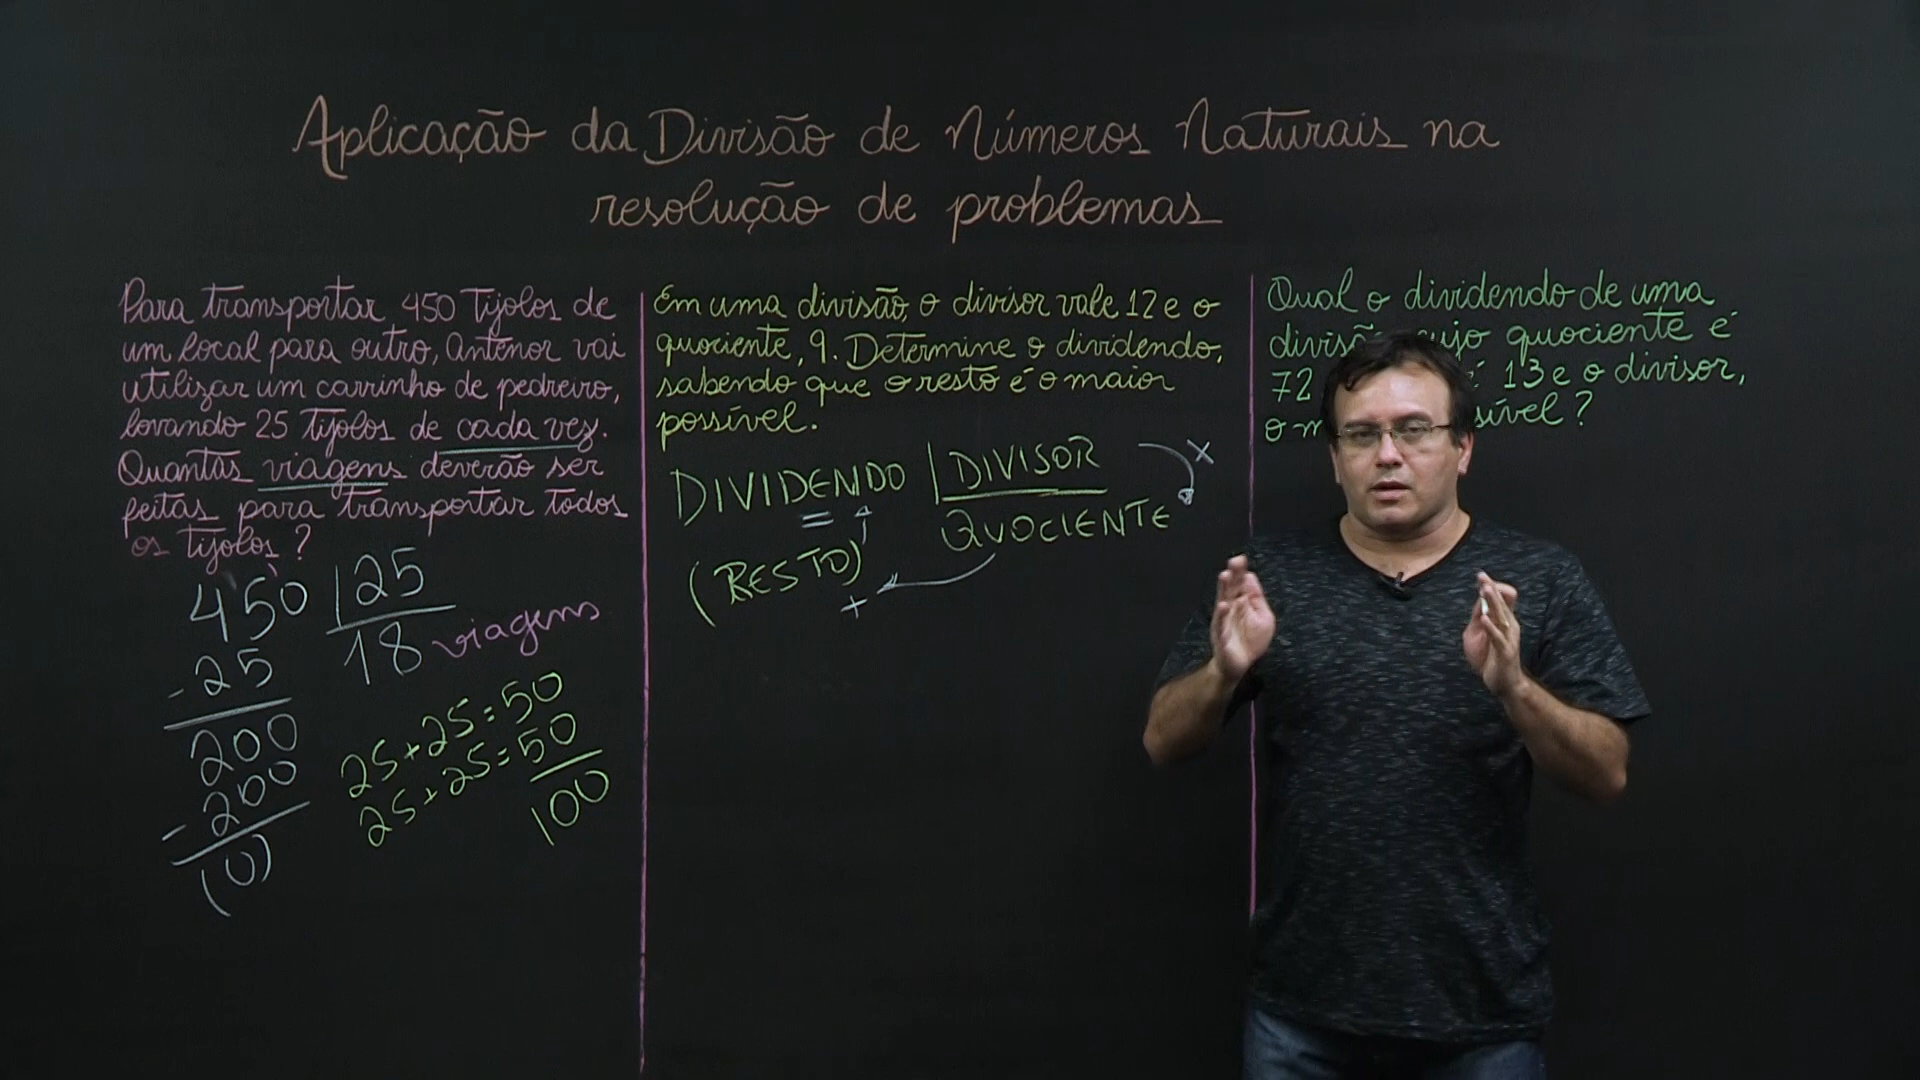 Aplicação da Divisão de Números Naturais na
resolução de problemas
Para transportar 450 tijolos de
um local para outro, Antenor vai
utilizar um carrinho de pedreiro,
levando 25 tijolos de cada vez.
Quantas viagens deverão ser
feitas para transportar todos
os tijolos?
450 25
18 viagens
- 25
200
- 200
(0)
25+25=50
25+25=50
100
Em uma divisão, o divisor vale 12 e o
quociente, 9. Determine o dividendo,
sabendo que o resto é o maior
possível.
DIVIDENDO DIVISOR ×
= QUOCIENTE
(RESTO)
+
Qual o dividendo de uma
quociente é
72 13 e o divisor,
o ?